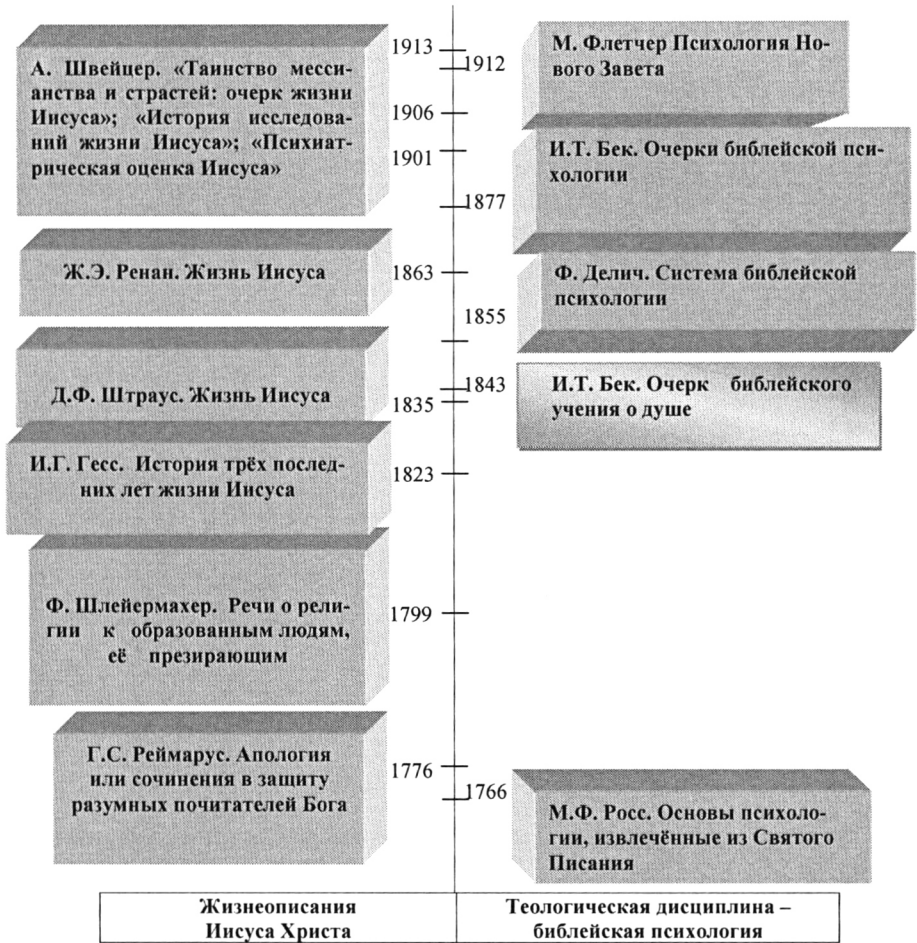 1913
1912
1906
1901
1877
А. Швейцер. «Таинство месси-
анства и страстей: очерк жизни
Иисуса»; «История исследова-
ний жизни Иисуса»; «Психиат-
рическая оценка Иисуса»
М. Флетчер Психология Но-
вого Завета
И.Т. Бек. Очерки библейской пси-
хологии
Ж.Э. Ренан. Жизнь Иисуса
1863
Ф. Делич. Система библейской
психологии
1855
Д.Ф. Штраус. Жизнь Иисуса
1843
1835
И.Т. Бек. Очерк библейского
учения о душе
И.Г. Гесс. История трёх послед-
них лет жизни Иисуса
1823
Ф. Шлейермахер. Речи о рели-
гии к образованным людям,
её презирающим
1799
Г.С. Реймарус. Апология
или сочинения в защиту
разумных почитателей Бога
1776
1766
М.Ф. Росс. Основы психоло-
гии, извлечённые из Святого
Писания
Жизнеописания
Иисуса Христа
Теологическая дисциплина –
библейская психология